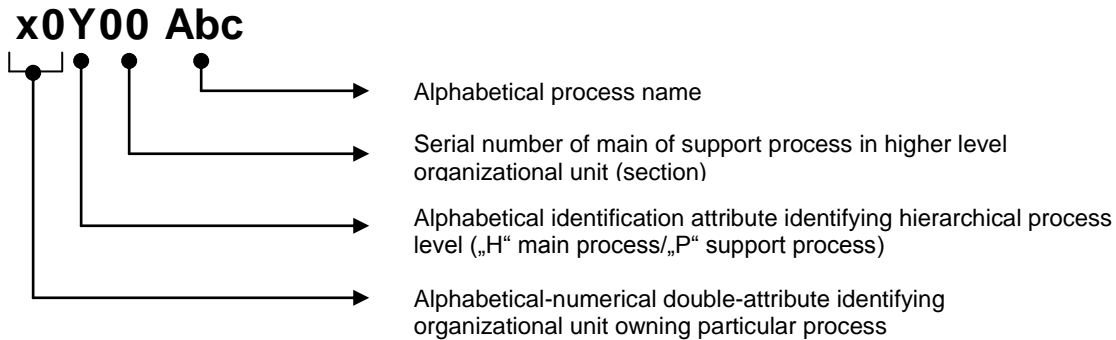 x0Y00 Abc
Alphabetical process name
Serial number of main of support process in higher level
organizational unit (section)
Alphabetical identification attribute identifying hierarchical process
level („H“ main process/„P“ support process)
Alphabetical-numerical double-attribute identifying
organizational unit owning particular process